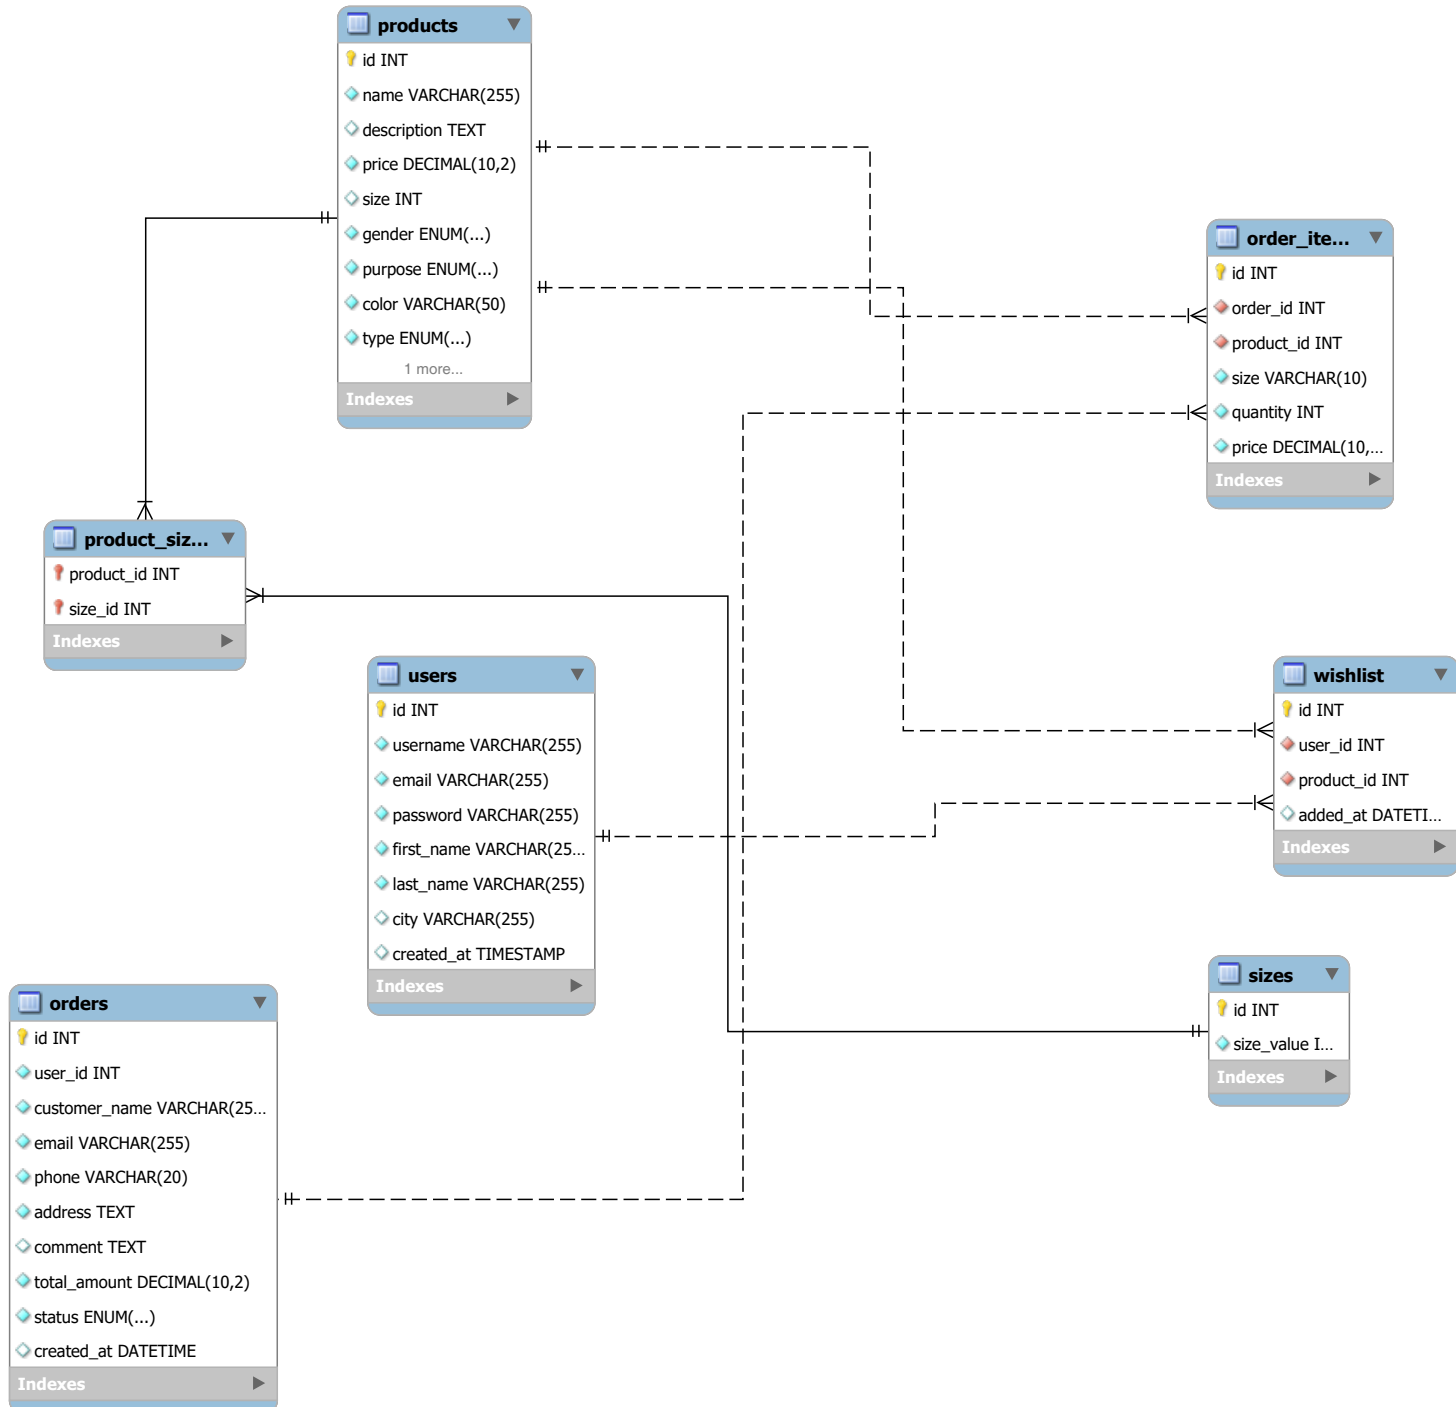 products
id INT
name VARCHAR(255)
description TEXT
price DECIMAL(10,2)
size INT
gender ENUM(...)
purpose ENUM(...)
color VARCHAR(50)
type ENUM(...)
1 more...
Indexes
order_ite...
id INT
order_id INT
product_id INT
size VARCHAR(10)
quantity INT
price DECIMAL(10,...
Indexes
product_siz...
product_id INT
size_id INT
Indexes
users
id INT
username VARCHAR(255)
email VARCHAR(255)
password VARCHAR(255)
first_name VARCHAR(25...
last_name VARCHAR(255)
city VARCHAR(255)
created_at TIMESTAMP
Indexes
wishlist
id INT
user_id INT
product_id INT
added_at DATETI...
Indexes
sizes
id INT
size_value I...
Indexes
orders
id INT
user_id INT
customer_name VARCHAR(25...
email VARCHAR(255)
phone VARCHAR(20)
address TEXT
comment TEXT
total_amount DECIMAL(10,2)
status ENUM(...)
created_at DATETIME
Indexes